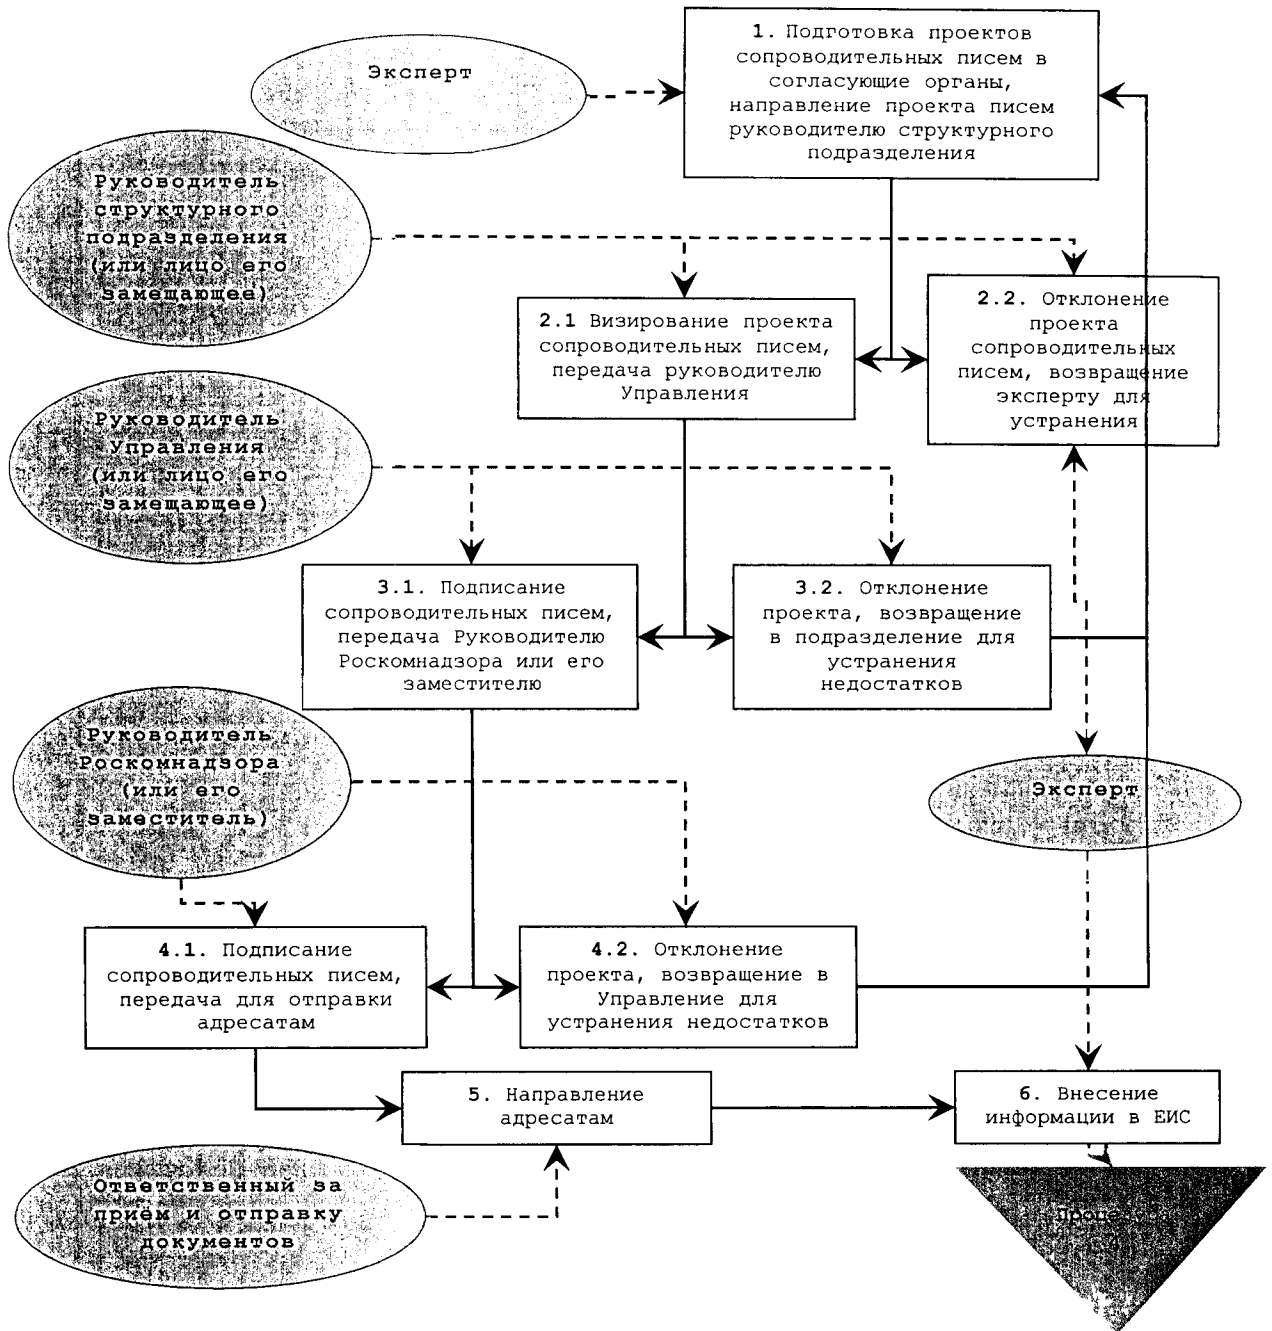 Эксперт
1. Подготовка проектов
сопроводительных писем в
согласующие органы,
направление проекта писем
руководителю структурного
подразделения
Руководитель
структурного
подразделения
(или лицо его
замещающее)
2.1 Визирование проекта
сопроводительных писем,
передача руководителю
Управления
2.2. Отклонение
проекта
сопроводительных
писем, возвращение
эксперту для
устранения
Руководитель
Управления
(или лицо его
замещающее)
3.1. Подписание
сопроводительных писем,
передача Руководителю
Роскомнадзора или его
заместителю
3.2. Отклонение
проекта, возвращение
в подразделение для
устранения
недостатков
Руководитель
Роскомнадзора
(или его
заместитель)
Эксперт
4.1. Подписание
сопроводительных писем,
передача для отправки
адресатам
4.2. Отклонение
проекта, возвращение в
Управление для
устранения недостатков
5. Направление
адресатам
6. Внесение
информации в ЕИС
Ответственный за
приём и отправку
документов